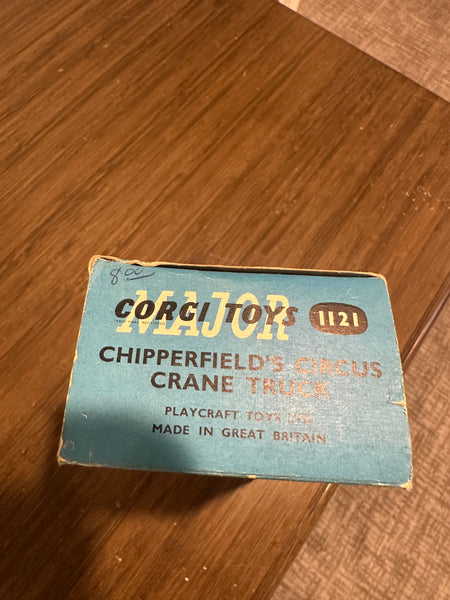 8.00
CORGI TOYS
MAJOR
1121
CHIPPERFIELD'S CIRCUS
CRANE TRUCK
PLAYCRAFT TOYS LTD
MADE IN GREAT BRITAIN